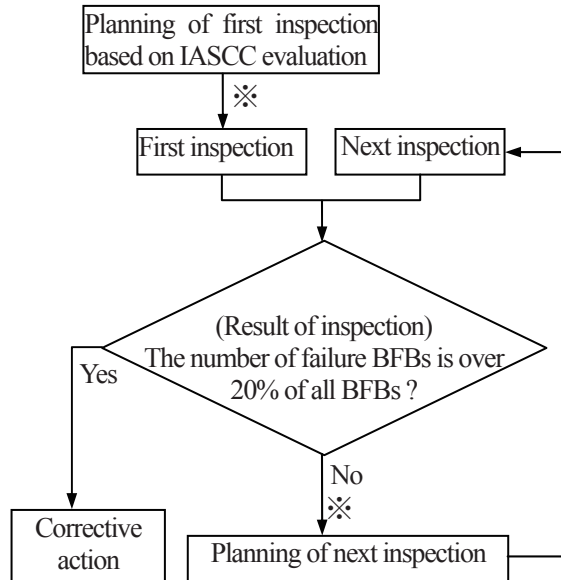 Planning of first inspection
based on IASCC evaluation
※
First inspection
Next inspection
(Result of inspection)
The number of failure BFBs is over
20% of all BFBs ?
Yes
No
※
Corrective
action
Planning of next inspection